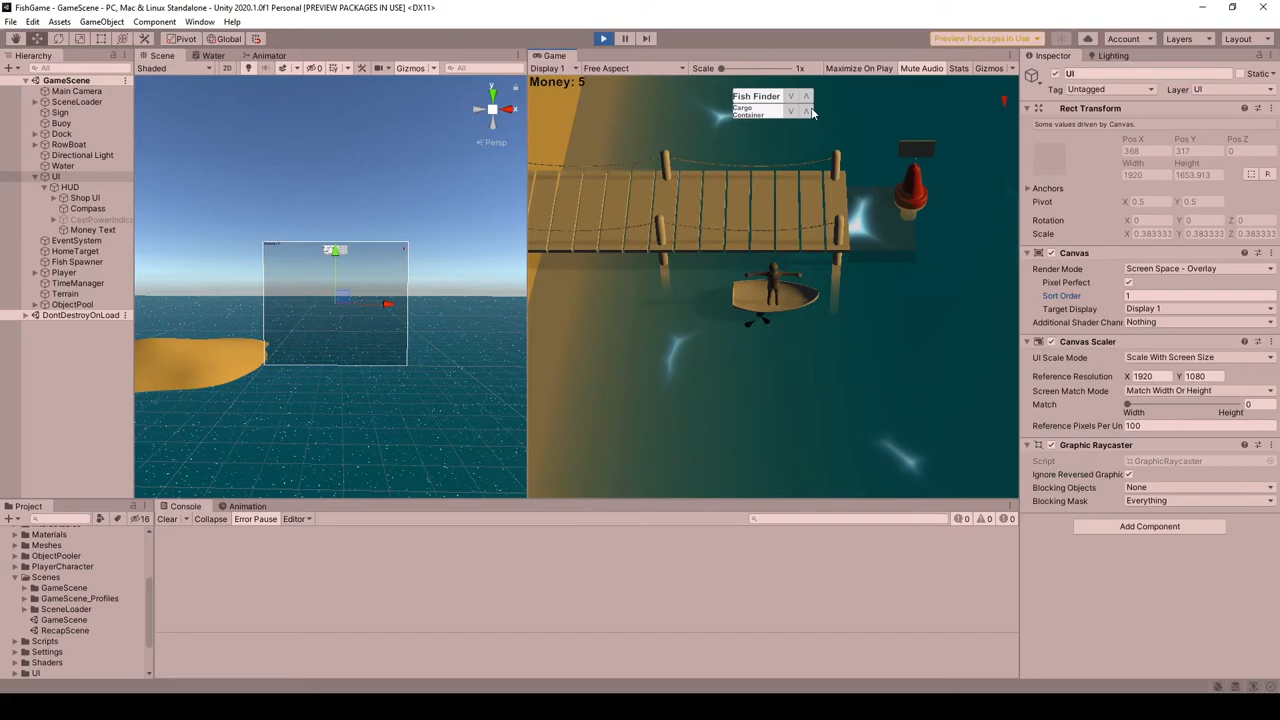 FishGame - GameScene - PC, Mac & Linux Standalone - Unity 2020.1.0f1 Personal [PREVIEW PACKAGES IN USE] <DX11>
File Edit Assets GameObject Component Window Help
Pivot Global Preview Packages in Use Account Layers Layout
Hierarchy Scene Water Animator Game Inspector Lighting
All
Shaded 2D 0 Gizmos All
Display 1 Free Aspect Scale 1x Maximize On Play Mute Audio Stats Gizmos
GameScene
Main Camera
SceneLoader
Sign
Buoy
Dock
RowBoat
Directional Light
Water
UI
HUD
Shop UI
Compass
CastPowerIndica
Money Text
EventSystem
HomeTarget
Fish Spawner
Player
TimeManager
Terrain
ObjectPool
DontDestroyOnLoad
y
x
Persp
Money: 5
Fish Finder V Λ
Cargo
Container V Λ
UI Static
Tag Untagged Layer UI
Rect Transform
Some values driven by Canvas.
Pos X Pos Y Pos Z
368 317 0
Width Height
1920 1653.913
R
Anchors
Pivot X 0.5 Y 0.5
Rotation X 0 Y 0 Z 0
Scale X 0.383333 Y 0.383333 Z 0.383333
Canvas
Render Mode Screen Space - Overlay
Pixel Perfect
Sort Order 1
Target Display Display 1
Additional Shader Chan Nothing
Canvas Scaler
UI Scale Mode Scale With Screen Size
Reference Resolution X 1920 Y 1080
Screen Match Mode Match Width Or Height
Match 0
Width Height
Reference Pixels Per Un 100
Graphic Raycaster
Script GraphicRaycaster
Ignore Reversed Graphic
Blocking Objects None
Blocking Mask Everything
Add Component
Project Console Animation
16 Clear Collapse Error Pause Editor 0 0 0
Materials
Meshes
ObjectPooler
PlayerCharacter
Scenes
GameScene
GameScene_Profiles
SceneLoader
GameScene
RecapScene
Scripts
Settings
Shaders
UI